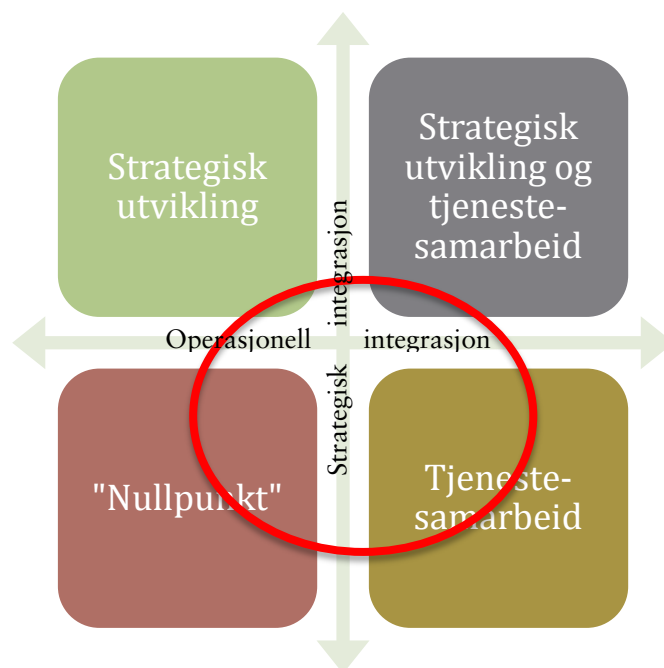 Strategisk
utvikling
Strategisk
utvikling og
tjeneste-
samarbeid
Operasjonell integrasjon
Strategisk integrasjon
"Nullpunkt"
Tjeneste-
samarbeid